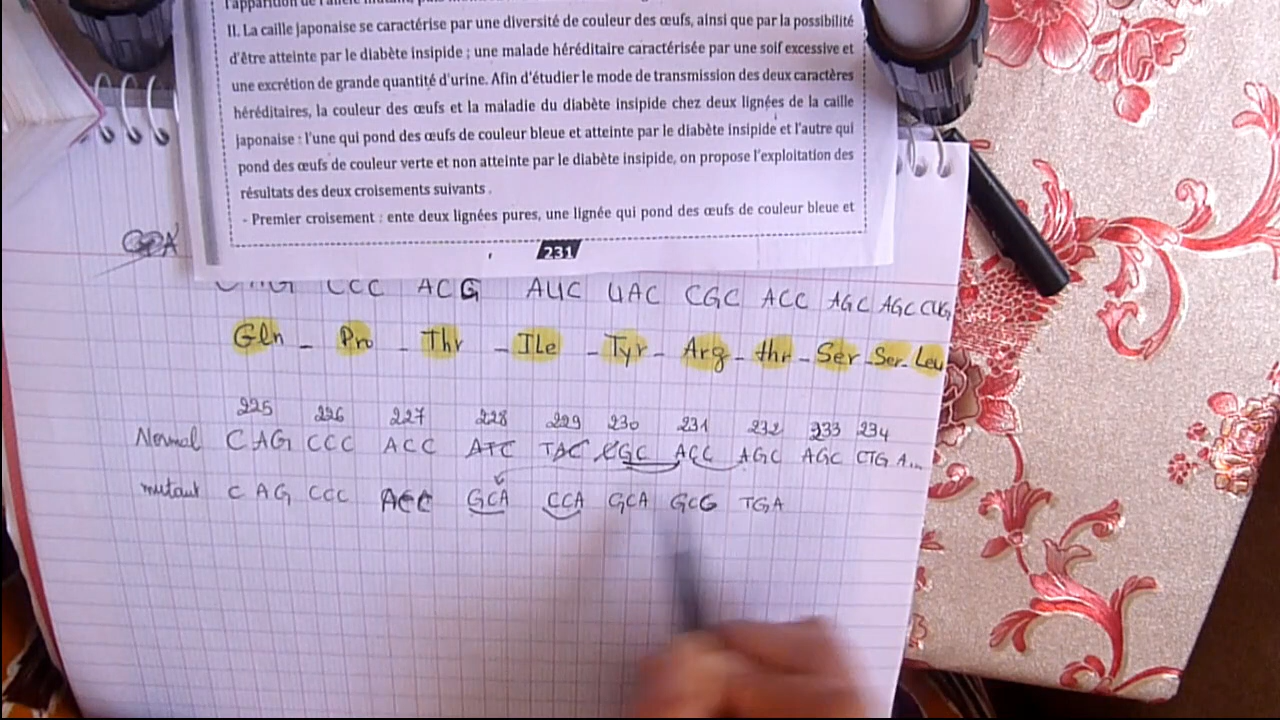 II. La caille japonaise se caractérise par une diversité de couleur des œufs, ainsi que par la possibilité
d'être atteinte par le diabète insipide ; une malade héréditaire caractérisée par une soif excessive et
une excrétion de grande quantité d'urine. Afin d'étudier le mode de transmission des deux caractères
héréditaires, la couleur des œufs et la maladie du diabète insipide chez deux lignées de la caille
japonaise : l'une qui pond des œufs de couleur bleue et atteinte par le diabète insipide et l'autre qui
pond des œufs de couleur verte et non atteinte par le diabète insipide, on propose l'exploitation des
résultats des deux croisements suivants .
- Premier croisement : ente deux lignées pures, une lignée qui pond des œufs de couleur bleue et
231
CCC ACG AUC UAC CGC ACC AGC AGC CUG
Gln - Pro - Thr - Ile - Tyr - Arg - thr - Ser - Ser - Leu
225 226 227 228 229 230 231 232 233 234
Normal CAG CCC ACC ATC TAC CGC ACC AGC AGC CTG A...
mutant CAG CCC ACC GCA CCA GCA GCG TGA